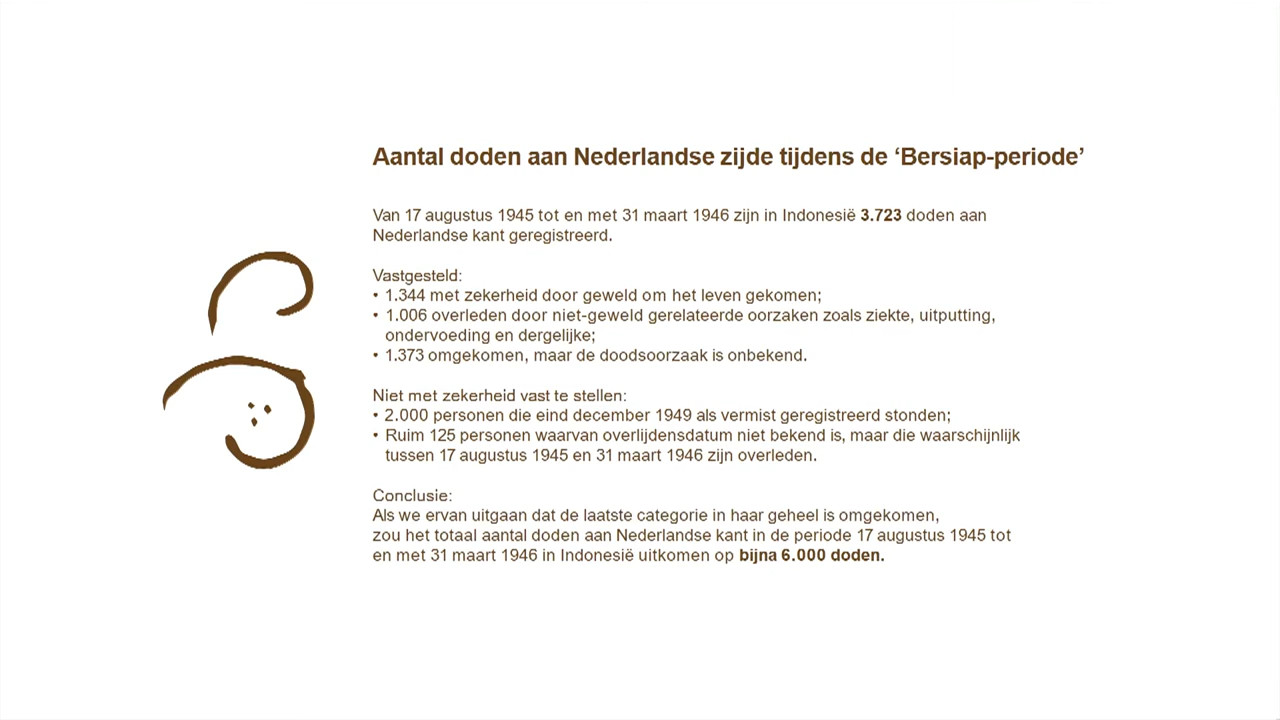 Aantal doden aan Nederlandse zijde tijdens de ‘Bersiap-periode’
Van 17 augustus 1945 tot en met 31 maart 1946 zijn in Indonesië 3.723 doden aan
Nederlandse kant geregistreerd.
Vastgesteld:
• 1.344 met zekerheid door geweld om het leven gekomen;
• 1.006 overleden door niet-geweld gerelateerde oorzaken zoals ziekte, uitputting,
ondervoeding en dergelijke;
• 1.373 omgekomen, maar de doodsoorzaak is onbekend.
Niet met zekerheid vast te stellen:
• 2.000 personen die eind december 1949 als vermist geregistreerd stonden;
• Ruim 125 personen waarvan overlijdensdatum niet bekend is, maar die waarschijnlijk
tussen 17 augustus 1945 en 31 maart 1946 zijn overleden.
Conclusie:
Als we ervan uitgaan dat de laatste categorie in haar geheel is omgekomen,
zou het totaal aantal doden aan Nederlandse kant in de periode 17 augustus 1945 tot
en met 31 maart 1946 in Indonesië uitkomen op bijna 6.000 doden.